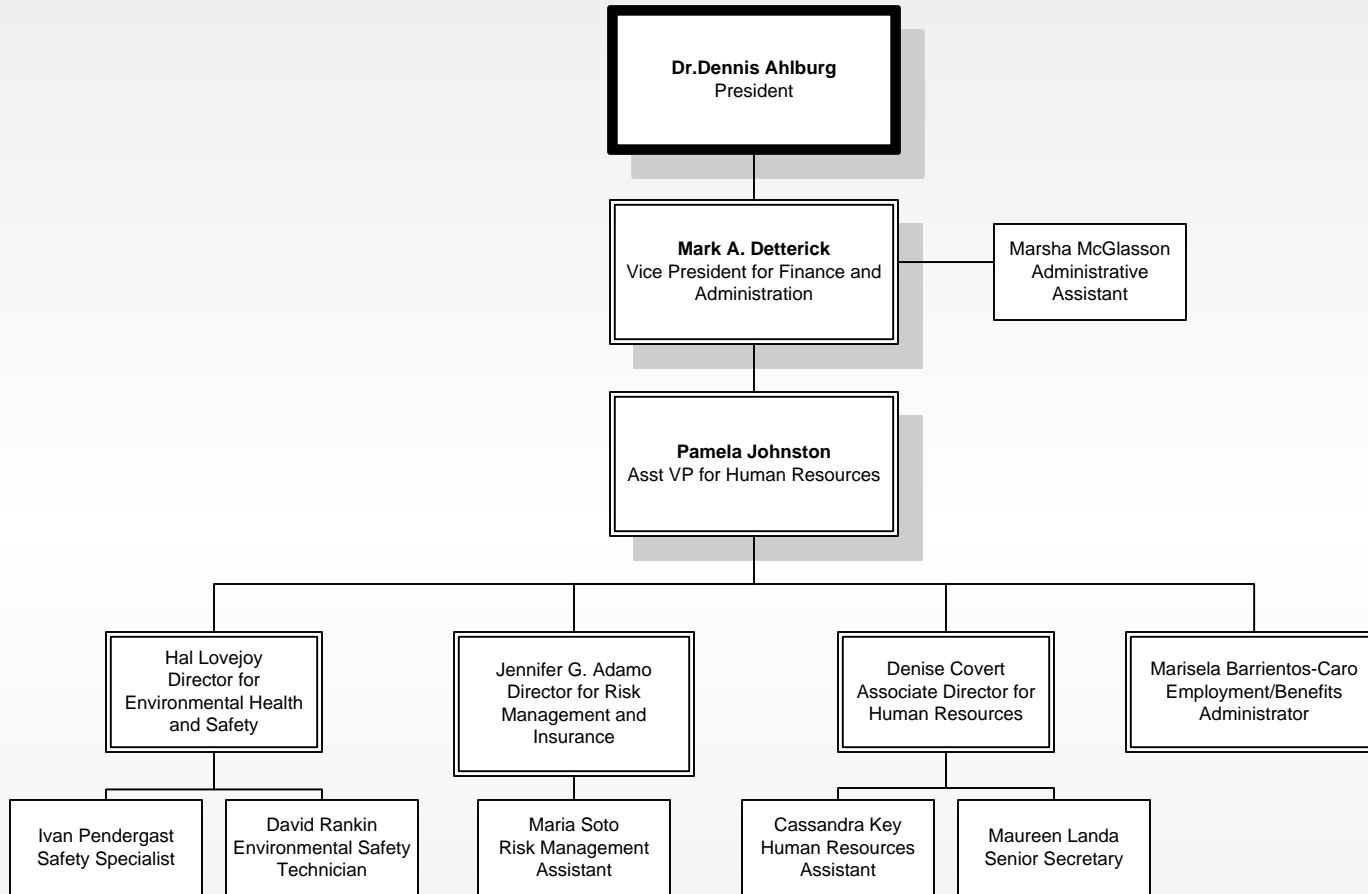 Dr.Dennis Ahlburg
President
Mark A. Detterick
Vice President for Finance and
Administration
Marsha McGlasson
Administrative
Assistant
Pamela Johnston
Asst VP for Human Resources
Hal Lovejoy
Director for
Environmental Health
and Safety
Jennifer G. Adamo
Director for Risk
Management and
Insurance
Denise Covert
Associate Director for
Human Resources
Marisela Barrientos-Caro
Employment/Benefits
Administrator
Ivan Pendergast
Safety Specialist
David Rankin
Environmental Safety
Technician
Maria Soto
Risk Management
Assistant
Cassandra Key
Human Resources
Assistant
Maureen Landa
Senior Secretary